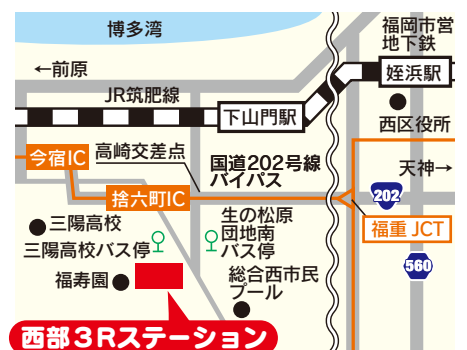 博多湾
福岡市営
地下鉄
←前原
姪浜駅
JR筑肥線
下山門駅
西区役所
今宿IC
高崎交差点
国道202号線
バイパス
天神→
捨六町IC
202
三陽高校
生の松原
団地南
バス停
福重 JCT
三陽高校バス停
560
福寿園
総合西市民
プール
西部3Rステーション